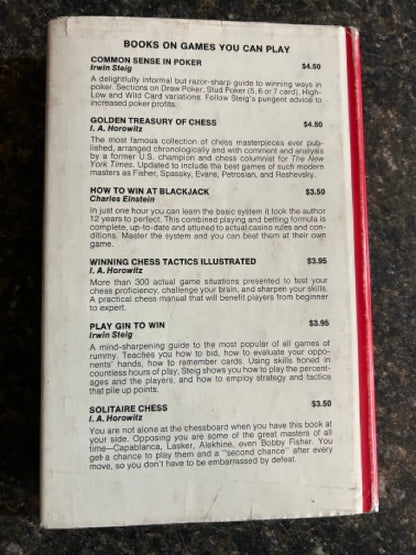 BOOKS ON GAMES YOU CAN PLAY
COMMON SENSE IN POKER $4.50
Irwin Steig
A delightfully informal but razor-sharp guide to winning ways in
poker. Sections on Draw Poker, Stud Poker (5, 6 or 7 card), High-
Low and Wild Card variations. Follow Steig's pungent advice to
increased poker profits.
GOLDEN TREASURY OF CHESS $4.50
I. A. Horowitz
The most famous collection of chess masterpieces ever pub-
lished, arranged chronologically and with comment and analysis
by a former U.S. champion and chess columnist for The New
York Times. Updated to include the best games of such modern
masters as Fisher, Spassky, Evans, Petrosian, and Reshevsky.
HOW TO WIN AT BLACKJACK $3.50
Charles Einstein
In just one hour you can learn the basic system it took the author
12 years to perfect. This combined playing and betting formula is
complete, up-to-date and attuned to actual casino rules and con-
ditions. Master the system and you can beat them at their own
game.
WINNING CHESS TACTICS ILLUSTRATED $3.95
I. A. Horowitz
More than 300 actual game situations presented to test your
chess proficiency, challenge your brain, and sharpen your skills.
A practical chess manual that will benefit players from beginner
to expert.
PLAY GIN TO WIN $3.95
Irwin Steig
A mind-sharpening guide to the most popular of all games of
rummy. Teaches you how to bid, how to evaluate your oppo-
nents' hands, how to remember cards. Using skills honed in
countless hours of play, Steig shows you how to play the percent-
ages and the players, and how to employ strategy and tactics
that pile up points.
SOLITAIRE CHESS $3.50
I. A. Horowitz
You are not alone at the chessboard when you have this book at
your side. Opposing you are some of the great masters of all
time—Capablanca, Lasker, Alekhine, even Bobby Fisher. You
get a chance to play them and a "second chance" after every
move, so you don't have to be embarrassed by defeat.